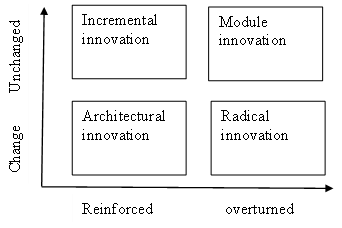 Unchanged
Incremental
innovation
Module
innovation
Change
Architectural
innovation
Radical
innovation
Reinforced
overturned